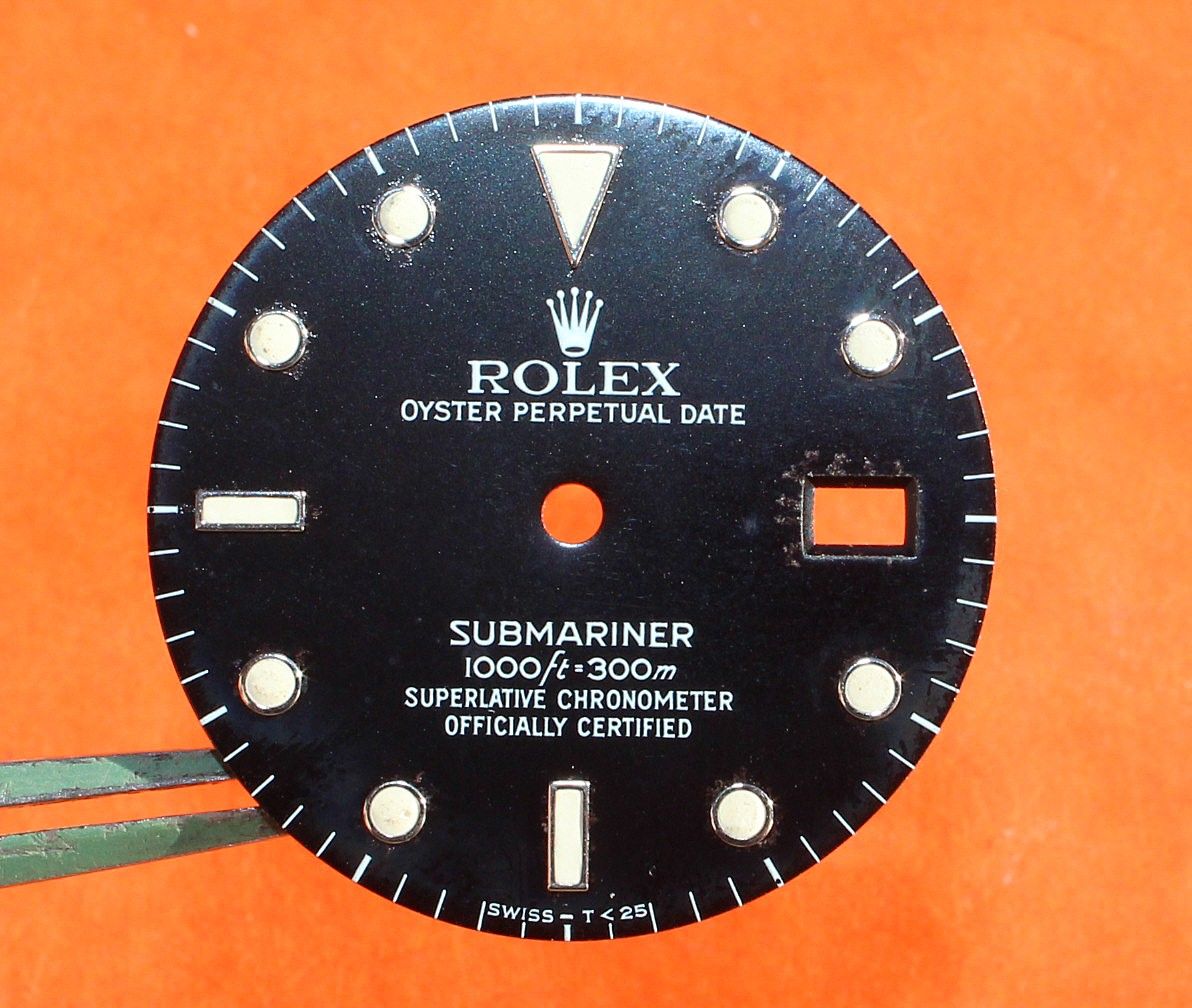 ROLEX
OYSTER PERPETUAL DATE
SUBMARINER
1000ft=300m
SUPERLATIVE CHRONOMETER
OFFICIALLY CERTIFIED
SWISS – T < 25